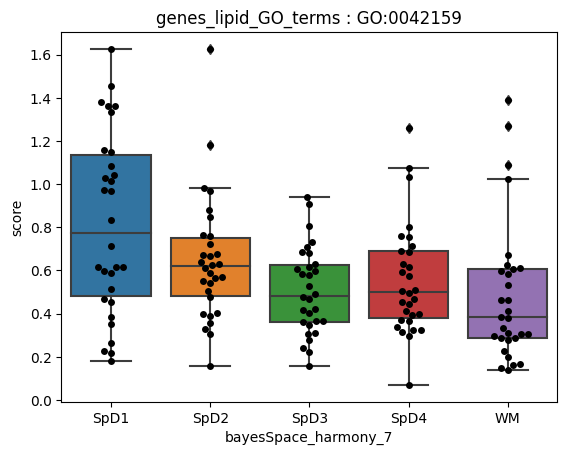 genes_lipid_GO_terms : GO:0042159
score
1.6
1.4
1.2
1.0
0.8
0.6
0.4
0.2
0.0
SpD1 SpD2 SpD3 SpD4 WM
bayesSpace_harmony_7